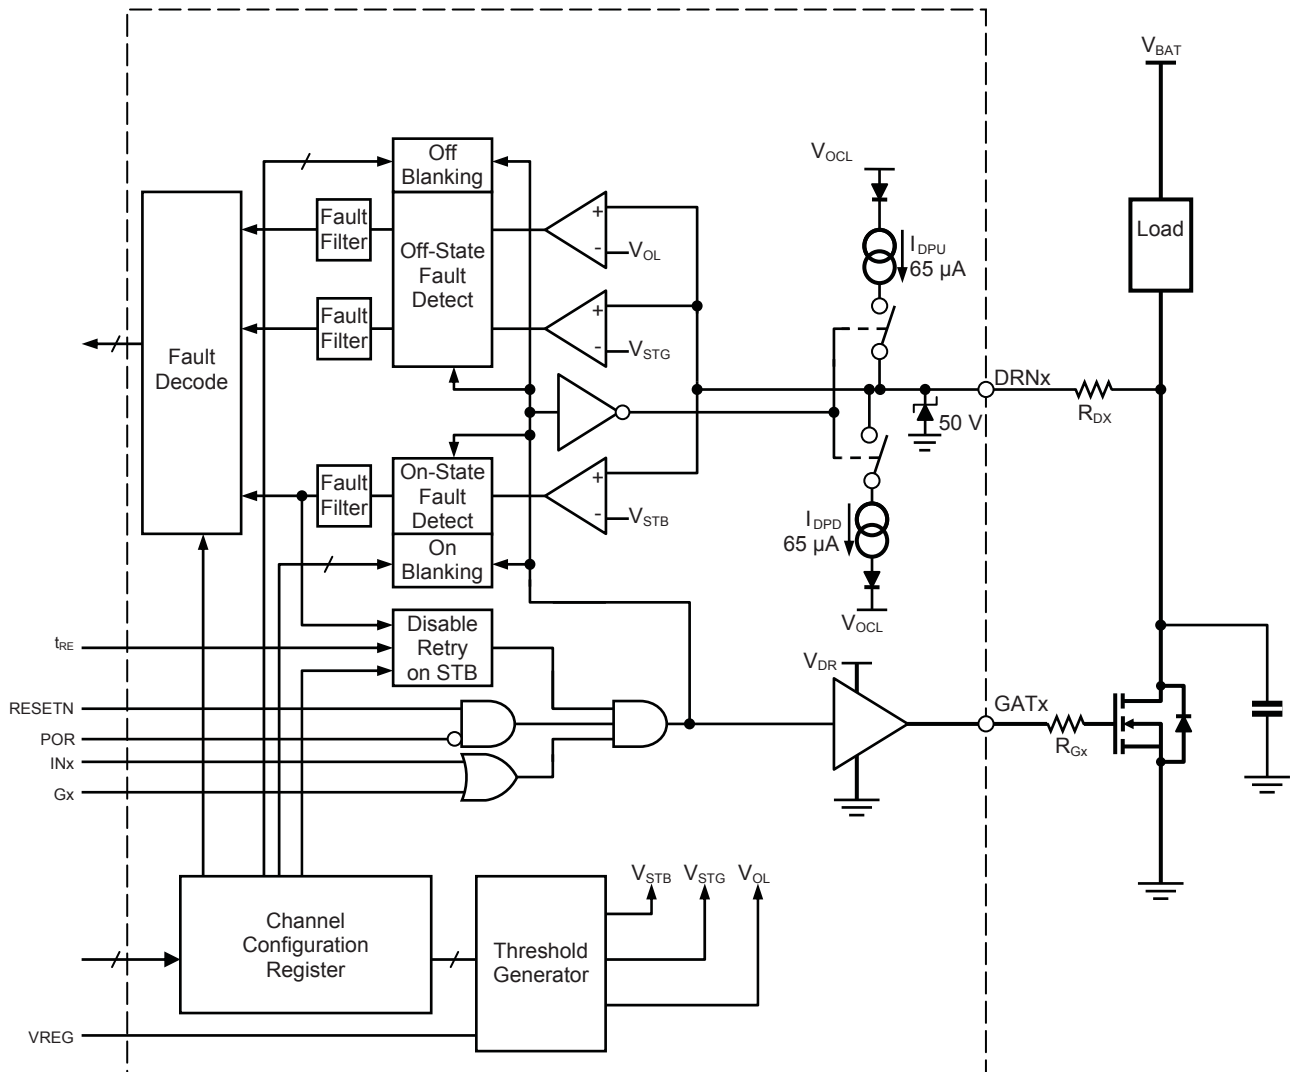 V_BAT
Off
Blanking
V_OCL
Fault
Filter
+
-
V_OL
Off-State
Fault
Detect
I_DPU
65 µA
Load
Fault
Filter
+
-
V_STG
Fault
Decode
DRNx
R_DX
50 V
Fault
Filter
On-State
Fault
Detect
+
-
V_STB
I_DPD
65 µA
On
Blanking
V_OCL
t_RE
Disable
Retry
on STB
V_DR
RESETN
GATx
POR
R_Gx
INx
Gx
V_STB
V_STG
V_OL
Channel
Configuration
Register
Threshold
Generator
VREG